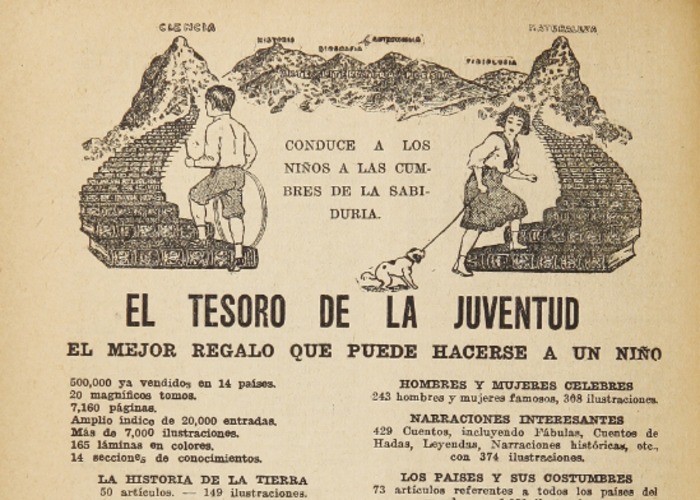 CIENCIA
HISTORIA
GEOGRAFIA
ASTRONOMIA
FISIOLOGIA
NATURALEZA
CONDUCE A LOS
NIÑOS A LAS CUM-
BRES DE LA SABI-
DURIA.
EL TESORO DE LA JUVENTUD
EL MEJOR REGALO QUE PUEDE HACERSE A UN NIÑO
500,000 ya vendidos en 14 países.
20 magníficos tomos.
7,160 páginas.
Amplio índice de 20,000 entradas.
Más de 7,000 ilustraciones.
165 láminas en colores.
14 secciones de conocimientos.
LA HISTORIA DE LA TIERRA
50 artículos. — 149 ilustraciones.
HOMBRES Y MUJERES CELEBRES
243 hombres y mujeres famosos, 368 ilustraciones.
NARRACIONES INTERESANTES
429 Cuentos, incluyendo Fábulas, Cuentos de
Hadas, Leyendas, Narraciones históricas, etc.,
con 374 ilustraciones.
LOS PAISES Y SUS COSTUMBRES
73 artículos referentes a todos los países del